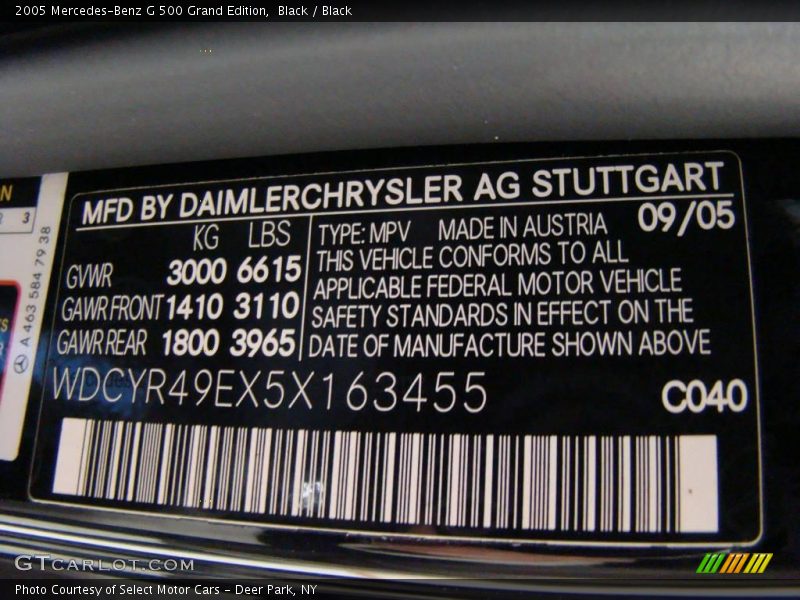 2005 Mercedes-Benz G 500 Grand Edition,  Black / Black
N
3
A 463 584 79 38
MFD BY DAIMLERCHRYSLER AG STUTTGART
KG LBS
GVWR 3000 6615
GAWR FRONT 1410 3110
GAWR REAR 1800 3965
TYPE: MPV MADE IN AUSTRIA 09/05
THIS VEHICLE CONFORMS TO ALL
APPLICABLE FEDERAL MOTOR VEHICLE
SAFETY STANDARDS IN EFFECT ON THE
DATE OF MANUFACTURE SHOWN ABOVE
WDCYR49EX5X163455 C040
GTCARLOT.COM
Photo Courtesy of Select Motor Cars - Deer Park, NY